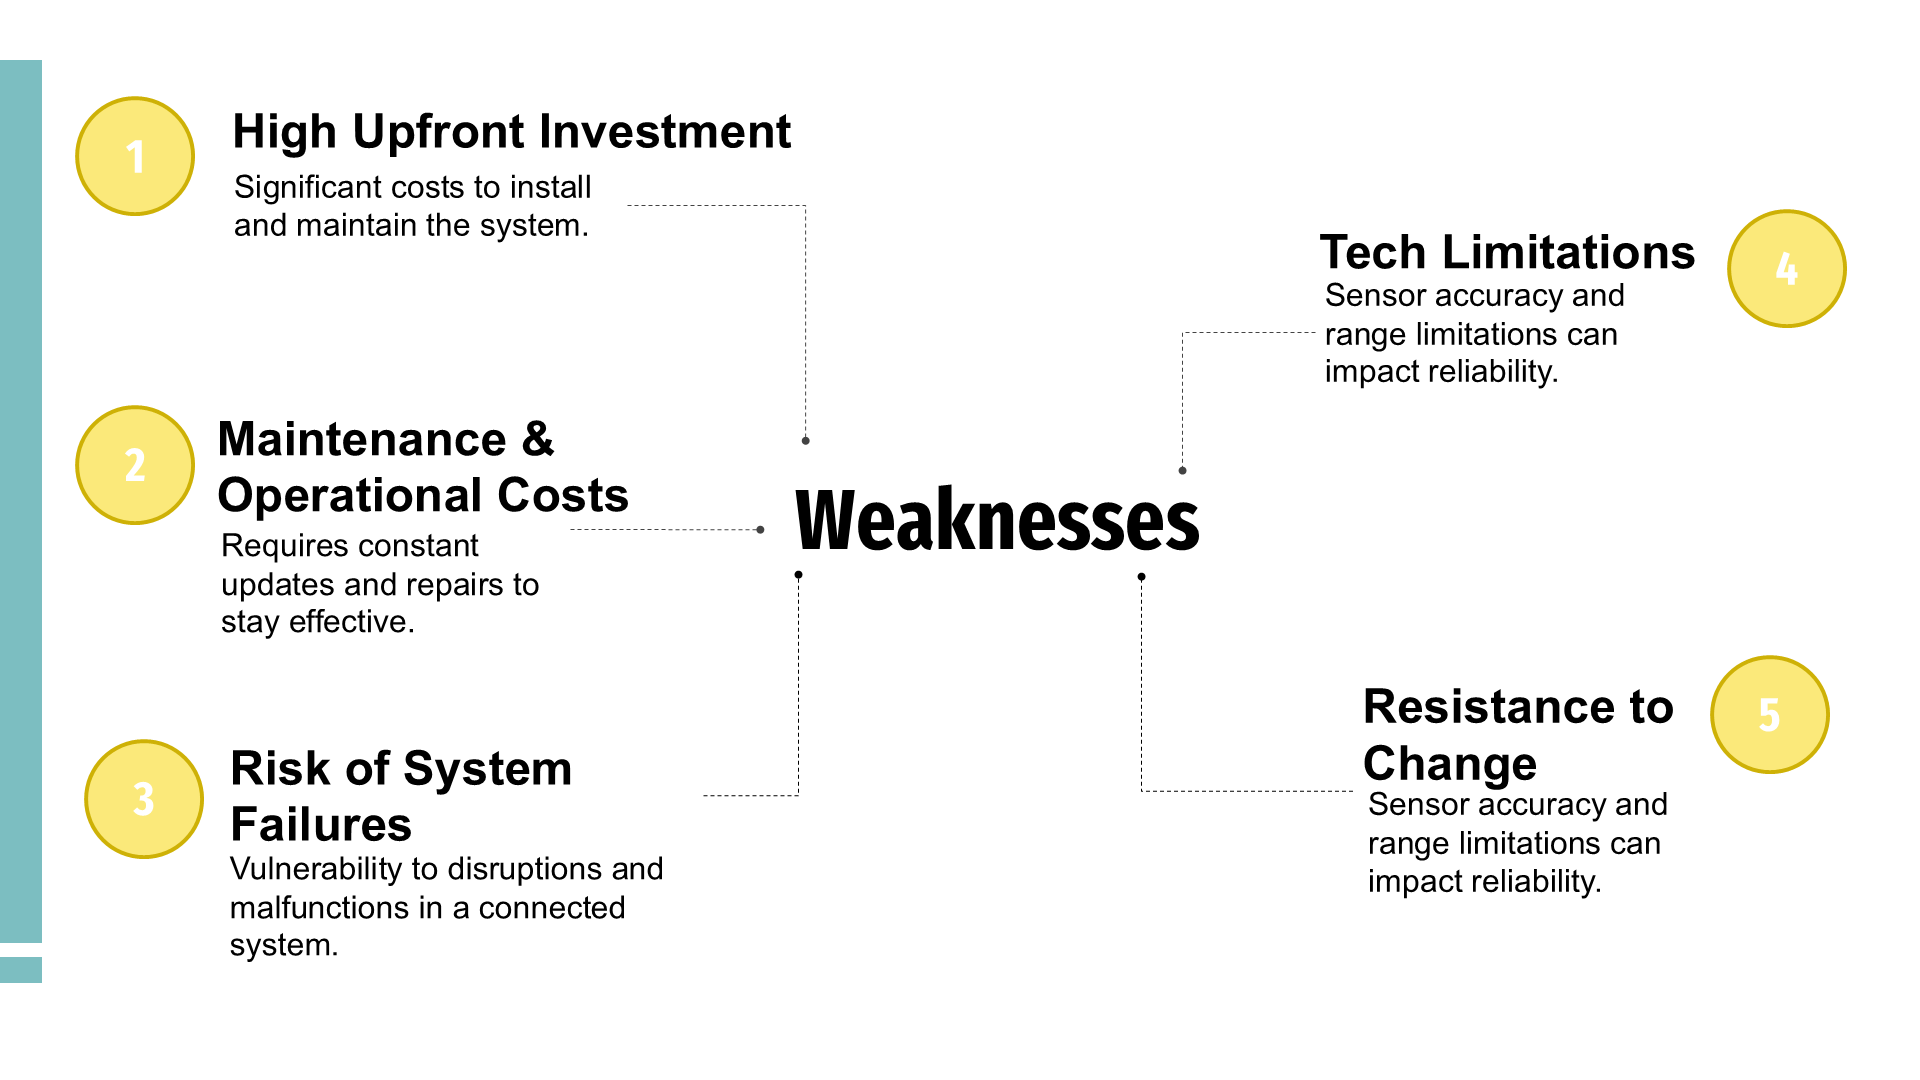 1
High Upfront Investment
Significant costs to install
and maintain the system.
2
Maintenance &
Operational Costs
Requires constant
updates and repairs to
stay effective.
3
Risk of System
Failures
Vulnerability to disruptions and
malfunctions in a connected
system.
Weaknesses
4
Tech Limitations
Sensor accuracy and
range limitations can
impact reliability.
5
Resistance to
Change
Sensor accuracy and
range limitations can
impact reliability.